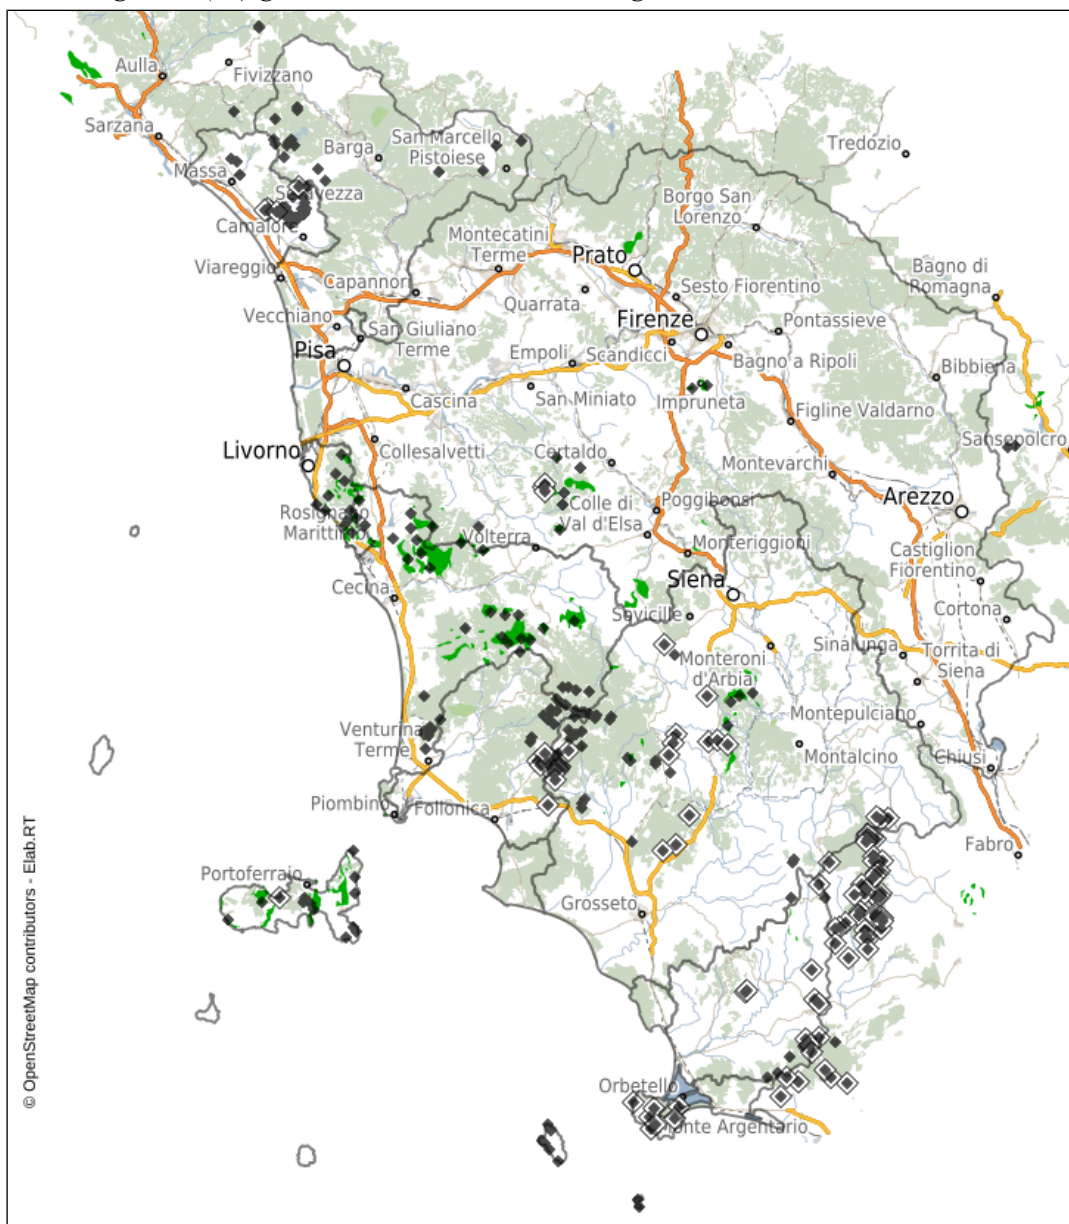 Aulla
Fivizzano
Sarzana
Barga
San Marcello
Pistoiese
Tredozio
Massa
Borgo San
Lorenzo
Camaiore
Montecatini
Terme
Prato
Viareggio
Capannori
Bagno di
Romagna
Quarrata
Sesto Fiorentino
Vecchiano
San Giuliano
Terme
Firenze
Pontassieve
Pisa
Empoli
Scandicci
Bagno a Ripoli
Bibbiena
Cascina
San Miniato
Impruneta
Figline Valdarno
Livorno
Collesalvetti
Certaldo
Sansepolcro
Montevarchi
Arezzo
Rosignano
Marittimo
Colle di
Val d'Elsa
Poggibonsi
Volterra
Monteriggioni
Castiglion
Fiorentino
Cecina
Siena
Sovicille
Cortona
Sinalunga
Torrita di
Siena
Monteroni
d'Arbia
Venturina
Terme
Montepulciano
Montalcino
Chiusi
Piombino
Follonica
Fabro
Portoferraio
Grosseto
Orbetello
Monte Argentario
© OpenStreetMap contributors - Elab.RT